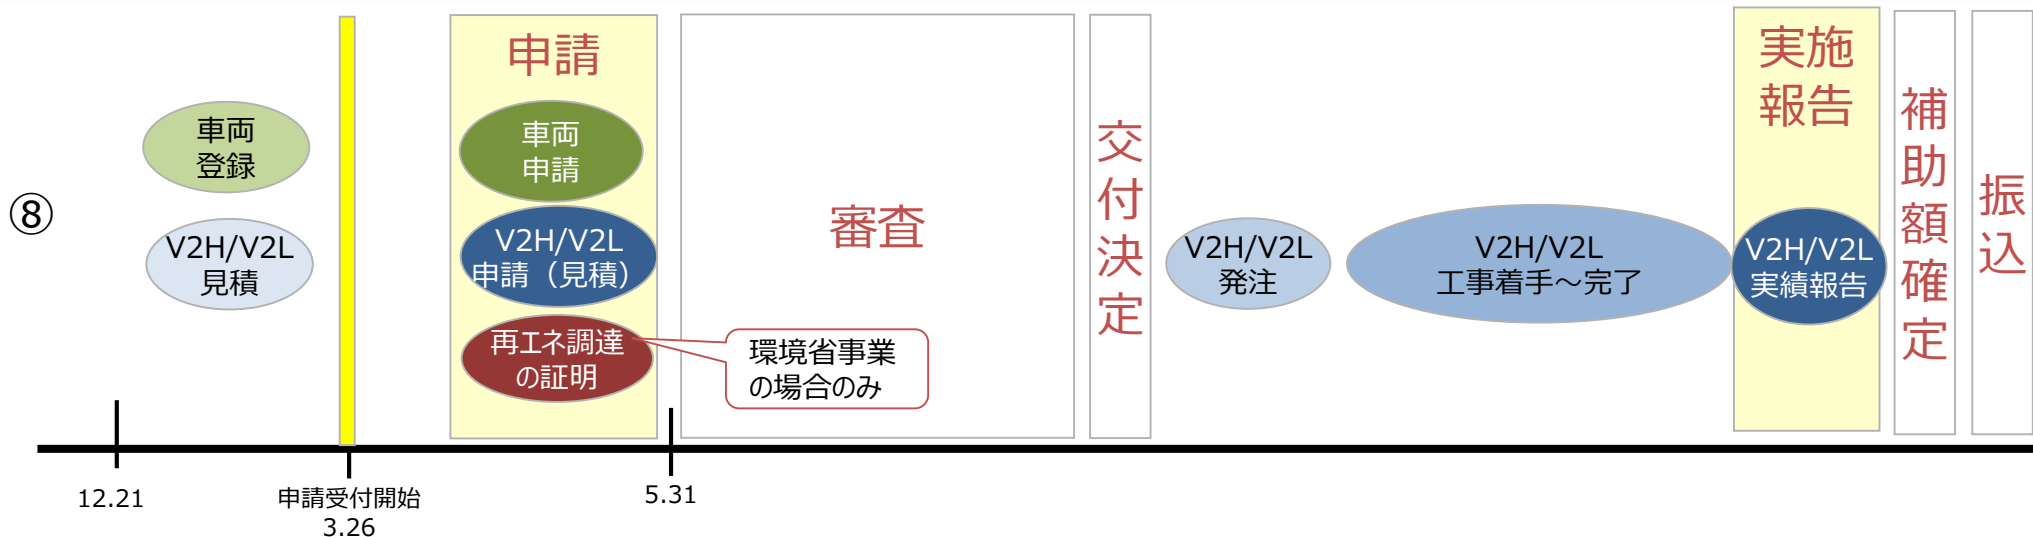 ⑧
車両
登録
V2H/V2L
見積
申請
車両
申請
V2H/V2L
申請（見積）
再エネ調達
の証明
環境省事業
の場合のみ
審査
交付決定
V2H/V2L
発注
V2H/V2L
工事着手～完了
実施
報告
V2H/V2L
実績報告
補助額確定
振込
12.21
申請受付開始
3.26
5.31